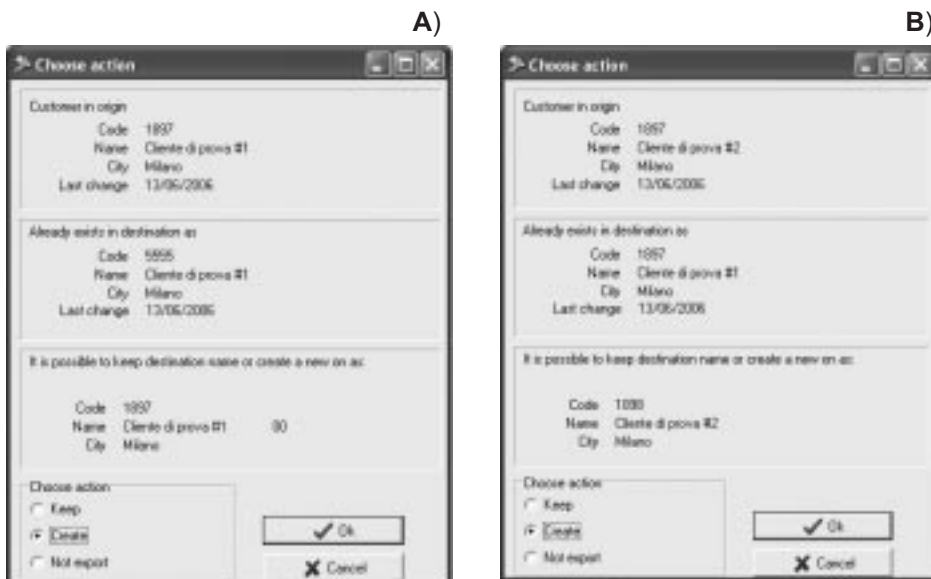 A)
Choose action
Customer in origin
Code 1897
Name Cliente di prova #1
City Milano
Last change 13/06/2006
Already exists in destination as
Code 5555
Name Cliente di prova #1
City Milano
Last change 13/06/2006
It is possible to keep destination name or create a new on as:
Code 1897
Name Cliente di prova #1 00
City Milano
Choose action
Keep
Create
Not export
Ok
Cancel
B)
Choose action
Customer in origin
Code 1897
Name Cliente di prova #2
City Milano
Last change 13/06/2006
Already exists in destination as
Code 1897
Name Cliente di prova #1
City Milano
Last change 13/06/2006
It is possible to keep destination name or create a new on as:
Code
Name Cliente di prova #2
City Milano
Choose action
Keep
Create
Not export
Ok
Cancel